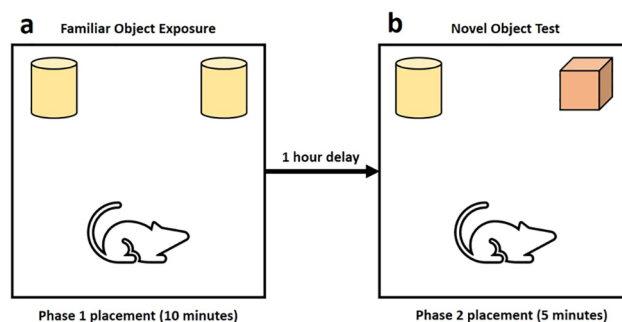 a
Familiar Object Exposure
b
Novel Object Test
1 hour delay
Phase 1 placement (10 minutes)
Phase 2 placement (5 minutes)